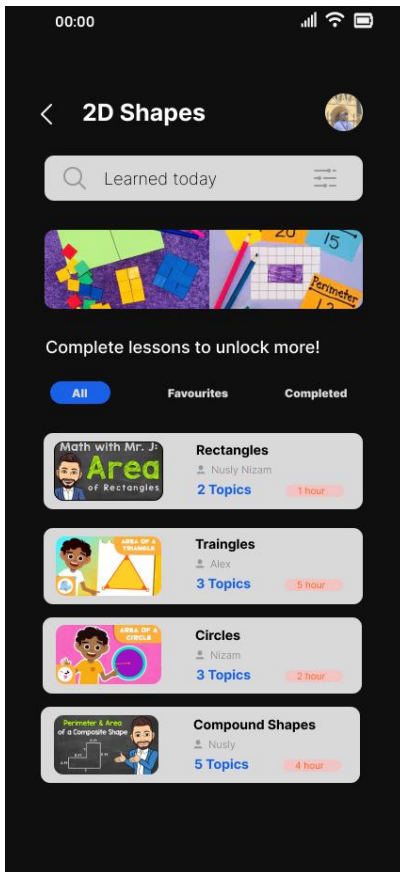 00:00
2D Shapes
Learned today
20
15
Perimeter
Complete lessons to unlock more!
All
Favourites
Completed
Math with Mr. J:
Area
of Rectangles
Rectangles
Nusly Nizam
2 Topics
1 hour
AREA OF A
TRIANGLE
Traingles
Alex
3 Topics
5 hour
AREA OF A
CIRCLE
Circles
Nizam
3 Topics
2 hour
Perimeter & Area
of a Composite Shape
Compound Shapes
Nusly
5 Topics
4 hour